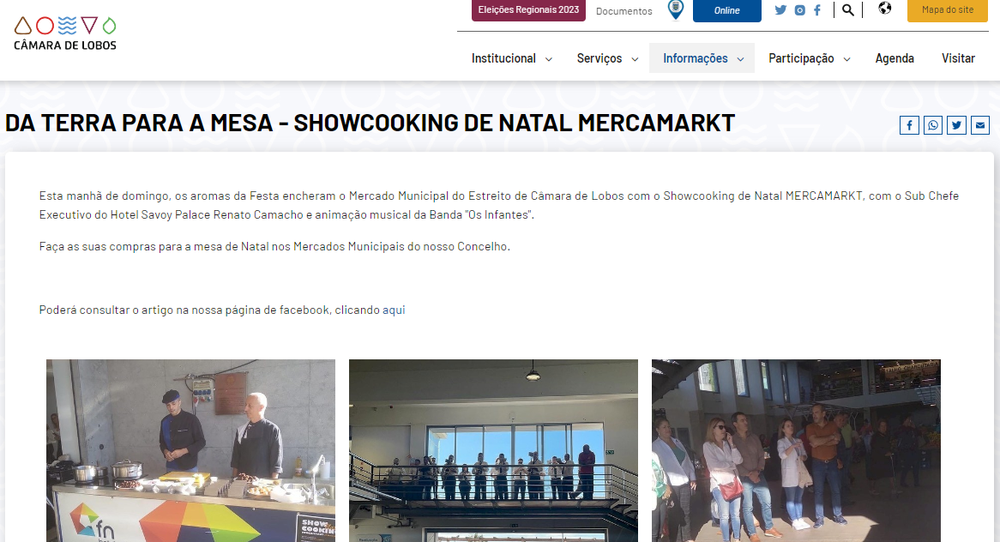 CÂMARA DE LOBOS
Eleições Regionais 2023
Documentos
Online
Mapa do site
Institucional
Serviços
Informações
Participação
Agenda
Visitar
DA TERRA PARA A MESA - SHOWCOOKING DE NATAL MERCAMARKT
Esta manhã de domingo, os aromas da Festa encheram o Mercado Municipal do Estreito de Câmara de Lobos com o Showcooking de Natal MERCAMARKT, com o Sub Chefe
Executivo do Hotel Savoy Palace Renato Camacho e animação musical da Banda "Os Infantes".
Faça as suas compras para a mesa de Natal nos Mercados Municipais do nosso Concelho.
Poderá consultar o artigo na nossa página de facebook, clicando aqui
fn
SHOW
COOKING